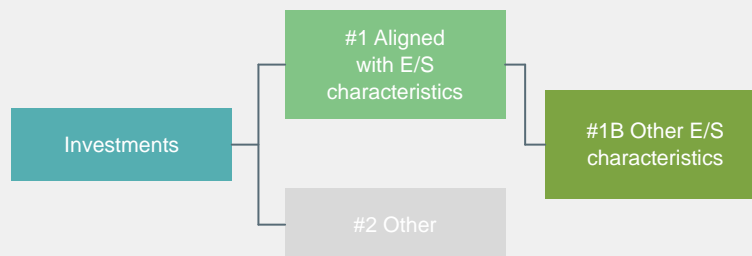 #1 Aligned
with E/S
characteristics
Investments
#1B Other E/S
characteristics
#2 Other